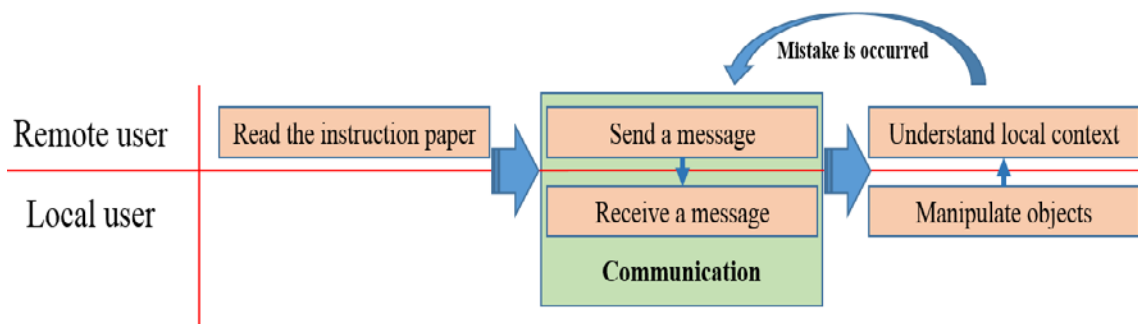 Mistake is occurred
Remote user
Read the instruction paper
Send a message
Understand local context
Local user
Receive a message
Manipulate objects
Communication